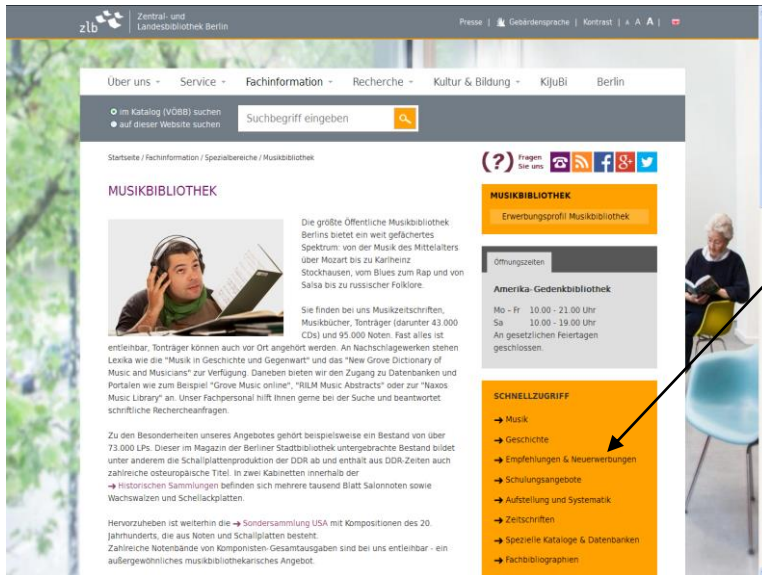 zlb
Zentral- und
Landesbibliothek Berlin
Presse | Gebärdensprache | Kontrast | A A A |
Über uns
Service
Fachinformation
Recherche
Kultur & Bildung
KiJuBi
Berlin
im Katalog (VÖBB) suchen
auf dieser Website suchen
Suchbegriff eingeben
Startseite / Fachinformation / Spezialbereiche / Musikbibliothek
(?) Fragen
Sie uns
MUSIKBIBLIOTHEK
Die größte Öffentliche Musikbibliothek
Berlins bietet ein weit gefächertes
Spektrum: von der Musik des Mittelalters
über Mozart bis zu Karlheinz
Stockhausen, vom Blues zum Rap und von
Salsa bis zu russischer Folklore.
Sie finden bei uns Musikzeitschriften,
Musikbücher, Tonträger (darunter 43.000
CDs) und 95.000 Noten. Fast alles ist
entleihbar, Tonträger können auch vor Ort angehört werden. An Nachschlagewerken stehen
Lexika wie die "Musik in Geschichte und Gegenwart" und das "New Grove Dictionary of
Music and Musicians" zur Verfügung. Daneben bieten wir den Zugang zu Datenbanken und
Portalen wie zum Beispiel "Grove Music online", "RILM Music Abstracts" oder zur "Naxos
Music Library" an. Unser Fachpersonal hilft Ihnen gerne bei der Suche und beantwortet
schriftliche Rechercheanfragen.
Zu den Besonderheiten unseres Angebotes gehört beispielsweise ein Bestand von über
73.000 LPs. Dieser im Magazin der Berliner Stadtbibliothek untergebrachte Bestand bildet
unter anderem die Schallplattenproduktion der DDR ab und enthält aus DDR-Zeiten auch
zahlreiche osteuropäische Titel. In zwei Kabinetten innerhalb der
→ Historischen Sammlungen befinden sich mehrere tausend Blatt Salonnoten sowie
Wachswalzen und Schellackplatten.
Hervorzuheben ist weiterhin die → Sondersammlung USA mit Kompositionen des 20.
Jahrhunderts, die aus Noten und Schallplatten besteht.
Zahlreiche Notenbände von Komponisten-Gesamtausgaben sind bei uns entleihbar - ein
außergewöhnliches musikbibliothekarisches Angebot.
MUSIKBIBLIOTHEK
Erwerbungsprofil Musikbibliothek
Öffnungszeiten
Amerika-Gedenkbibliothek
Mo – Fr 10.00 - 21.00 Uhr
Sa 10.00 - 19.00 Uhr
An gesetzlichen Feiertagen
geschlossen.
SCHNELLZUGRIFF
→ Musik
→ Geschichte
→ Empfehlungen & Neuerwerbungen
→ Schulungsangebote
→ Aufstellung und Systematik
→ Zeitschriften
→ Spezielle Kataloge & Datenbanken
→ Fachbibliographien